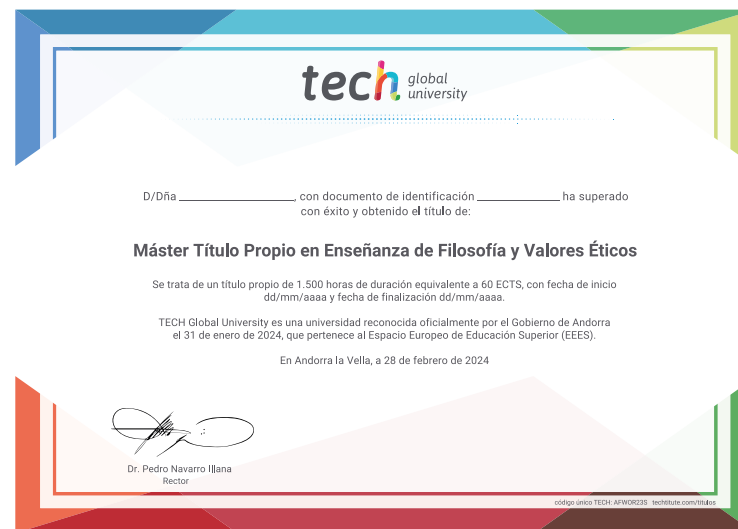 tech global
university
D/Dña ____________________, con documento de identificación ______________ ha superado
con éxito y obtenido el título de:
Máster Título Propio en Enseñanza de Filosofía y Valores Éticos
Se trata de un título propio de 1.500 horas de duración equivalente a 60 ECTS, con fecha de inicio
dd/mm/aaaa y fecha de finalización dd/mm/aaaa.
TECH Global University es una universidad reconocida oficialmente por el Gobierno de Andorra
el 31 de enero de 2024, que pertenece al Espacio Europeo de Educación Superior (EEES).
En Andorra la Vella, a 28 de febrero de 2024
Dr. Pedro Navarro Illana
Rector
código único TECH: AFWOR23S techtitute.com/titulos